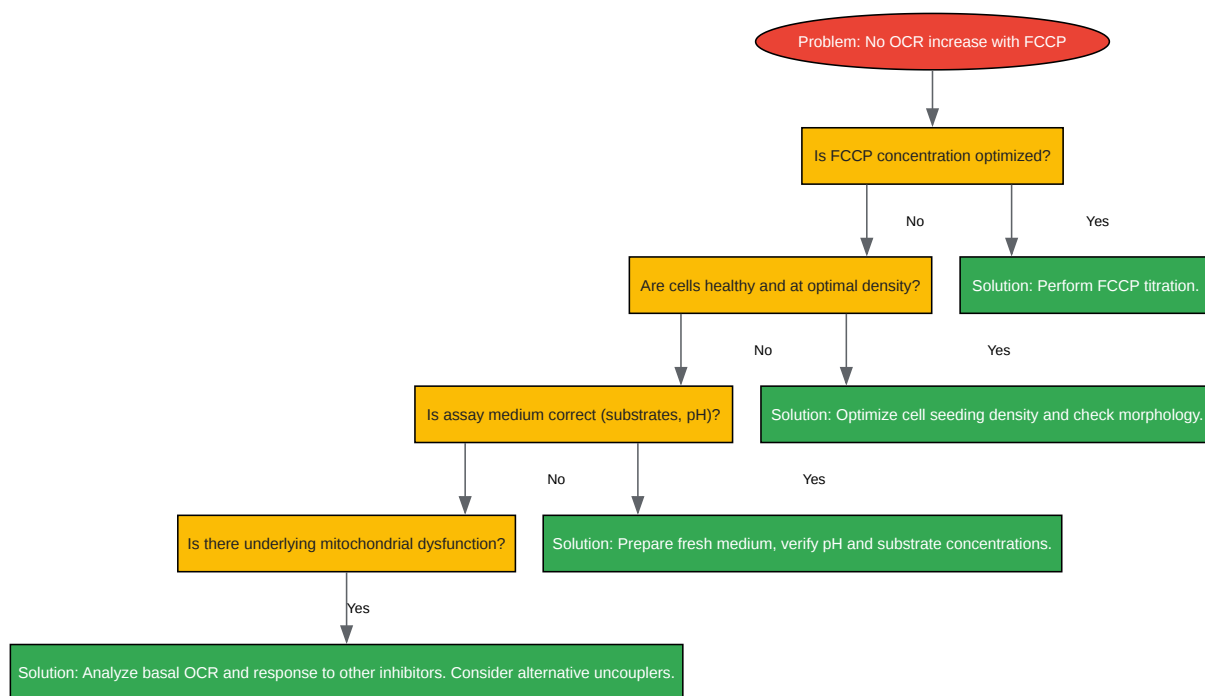 Problem: No OCR increase with FCCP
Is FCCP concentration optimized?
No
Yes
Are cells healthy and at optimal density?
Solution: Perform FCCP titration.
No
Yes
Is assay medium correct (substrates, pH)?
Solution: Optimize cell seeding density and check morphology.
No
Yes
Is there underlying mitochondrial dysfunction?
Solution: Prepare fresh medium, verify pH and substrate concentrations.
Yes
Solution: Analyze basal OCR and response to other inhibitors. Consider alternative uncouplers.